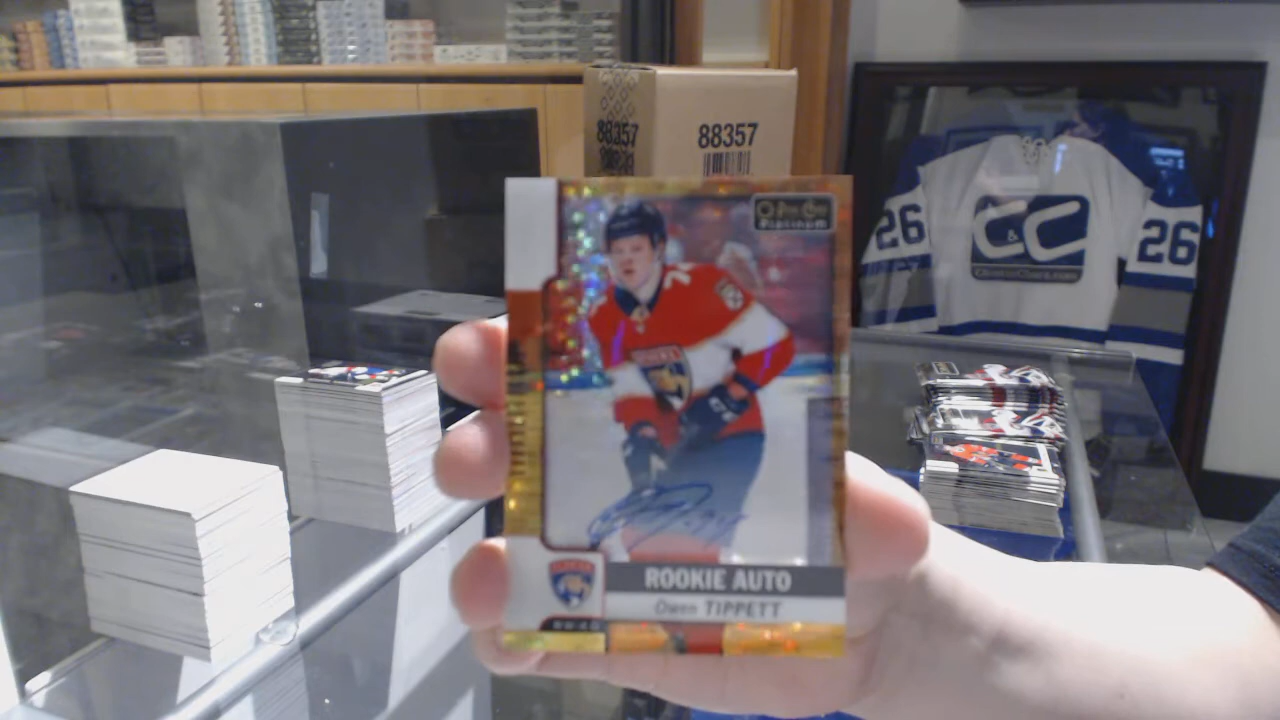 88357
88357
26
C&C
26
O-Pee-Chee
Platinum
ROOKIE AUTO
Owen TIPPETT